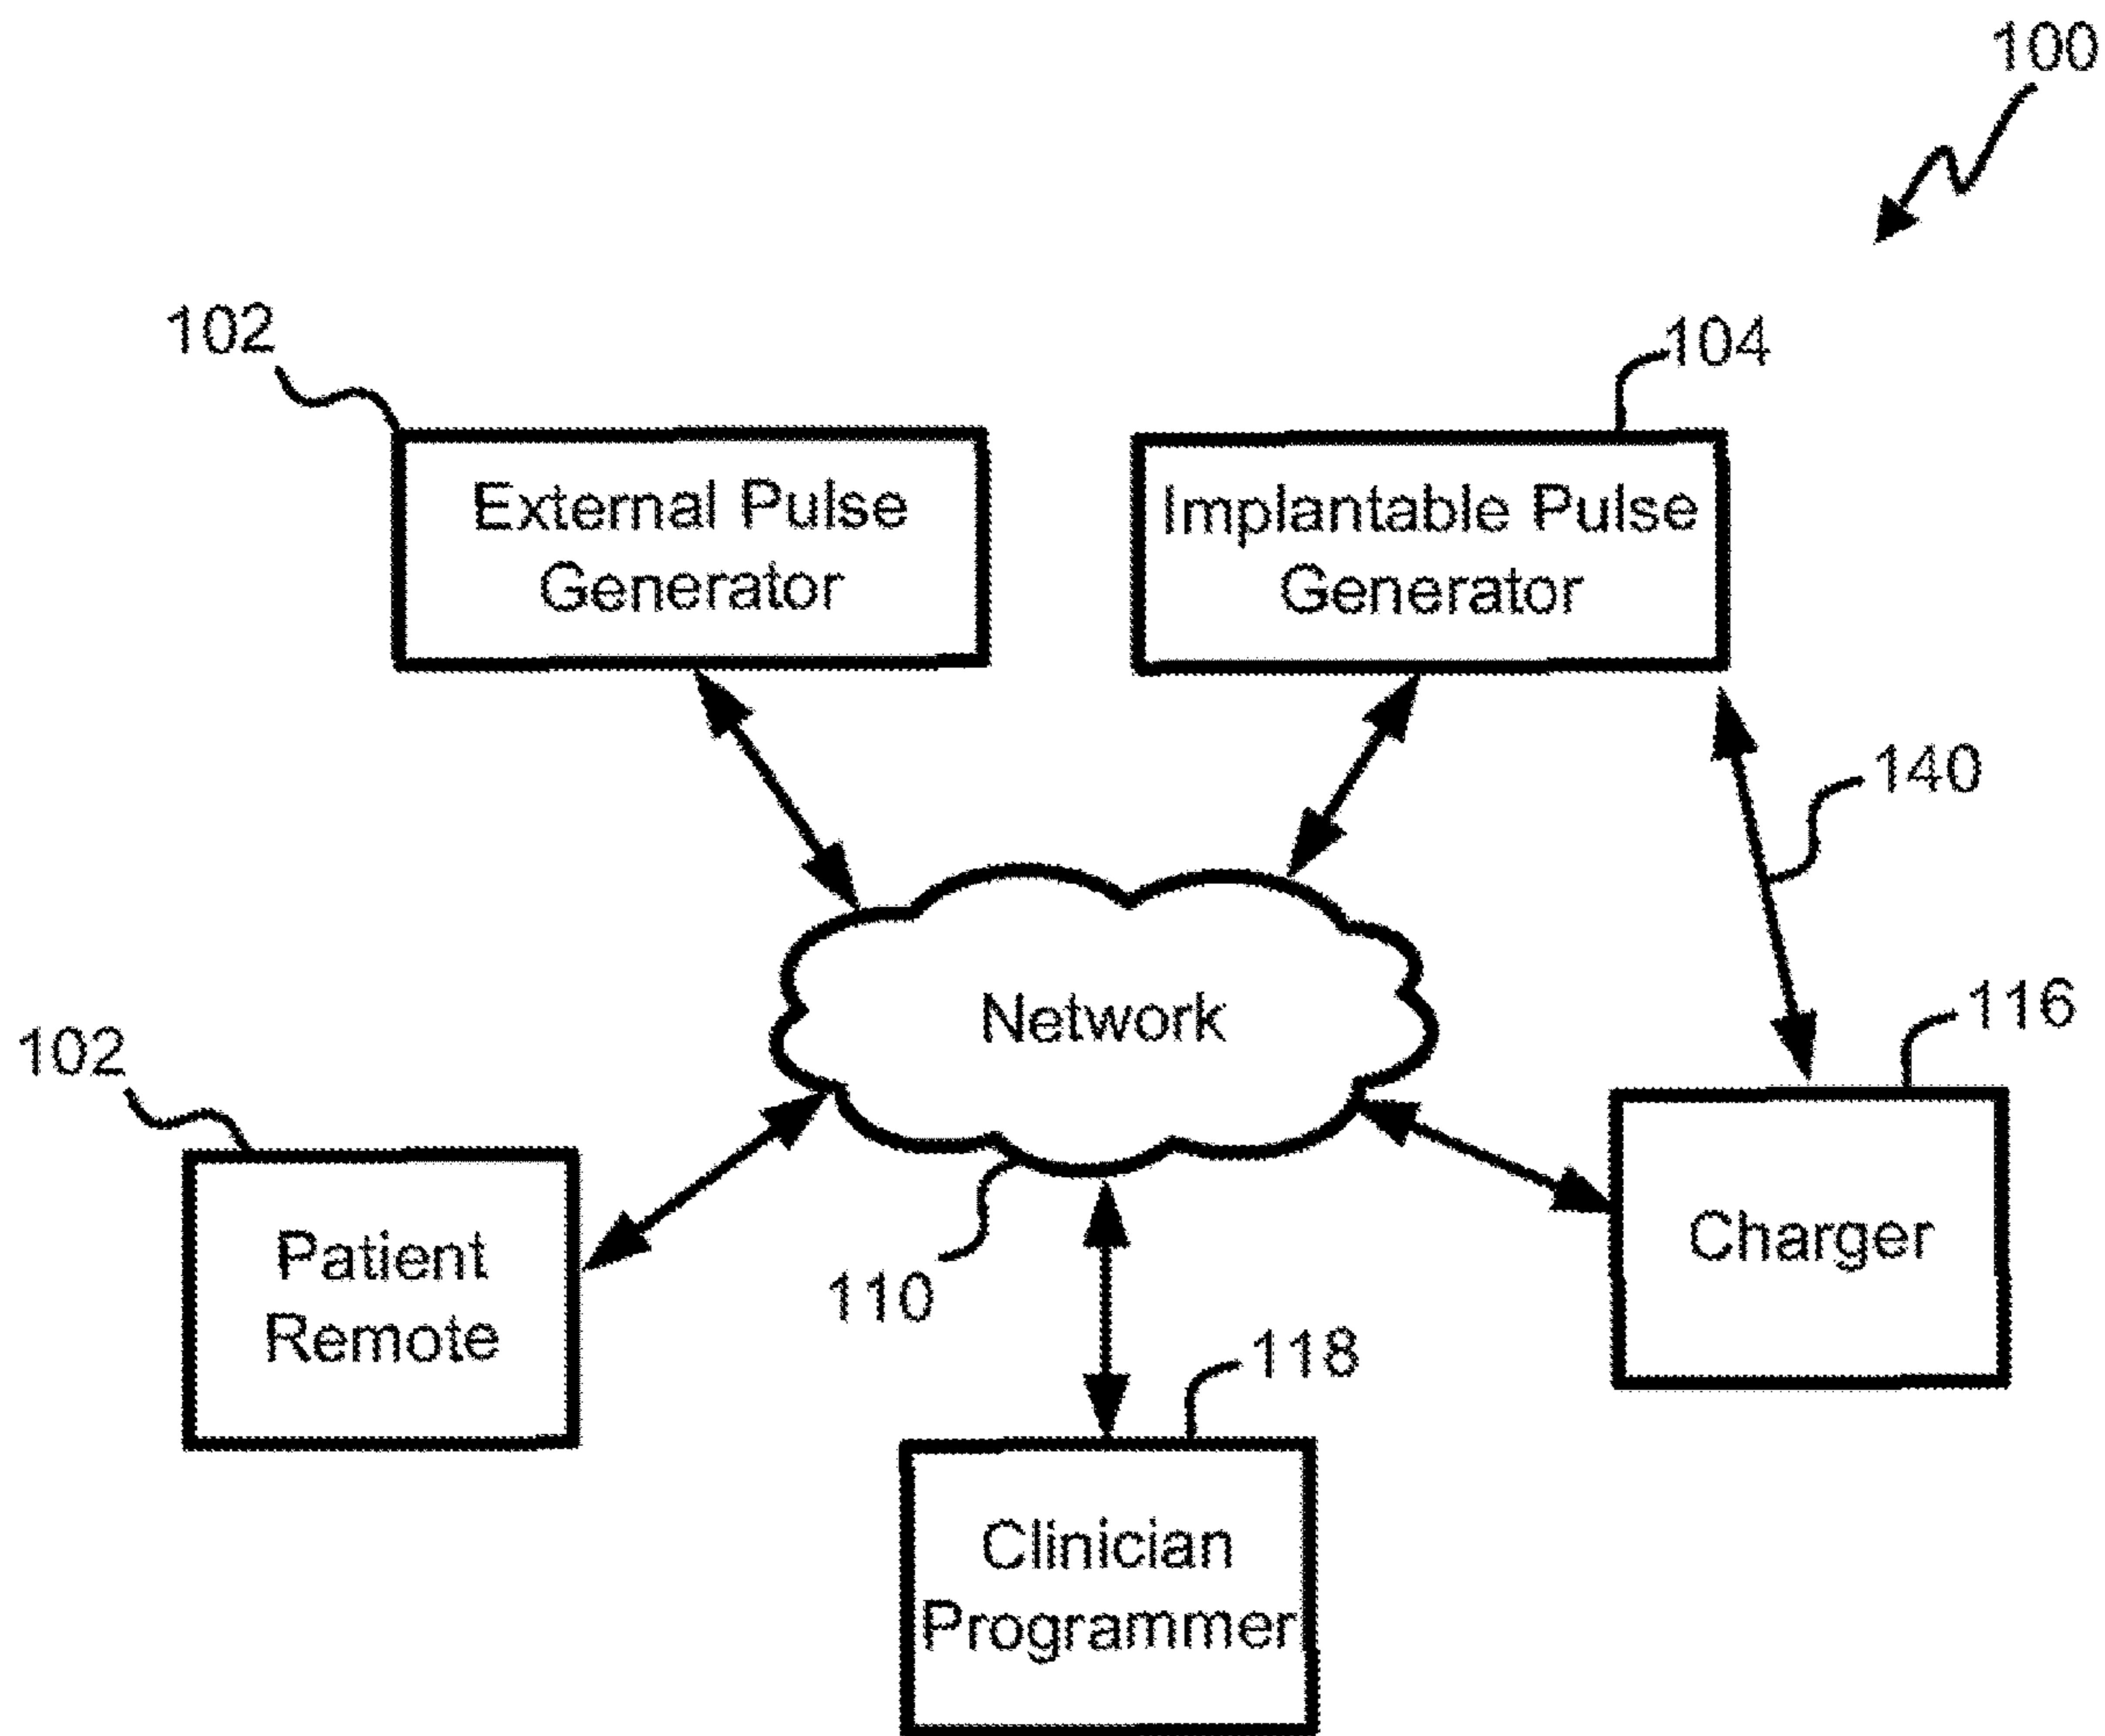 100
102
104
External Pulse
Generator
Implantable Pulse
Generator
140
Network
116
102
Patient
Remote
110
Charger
118
Clinician
Programmer